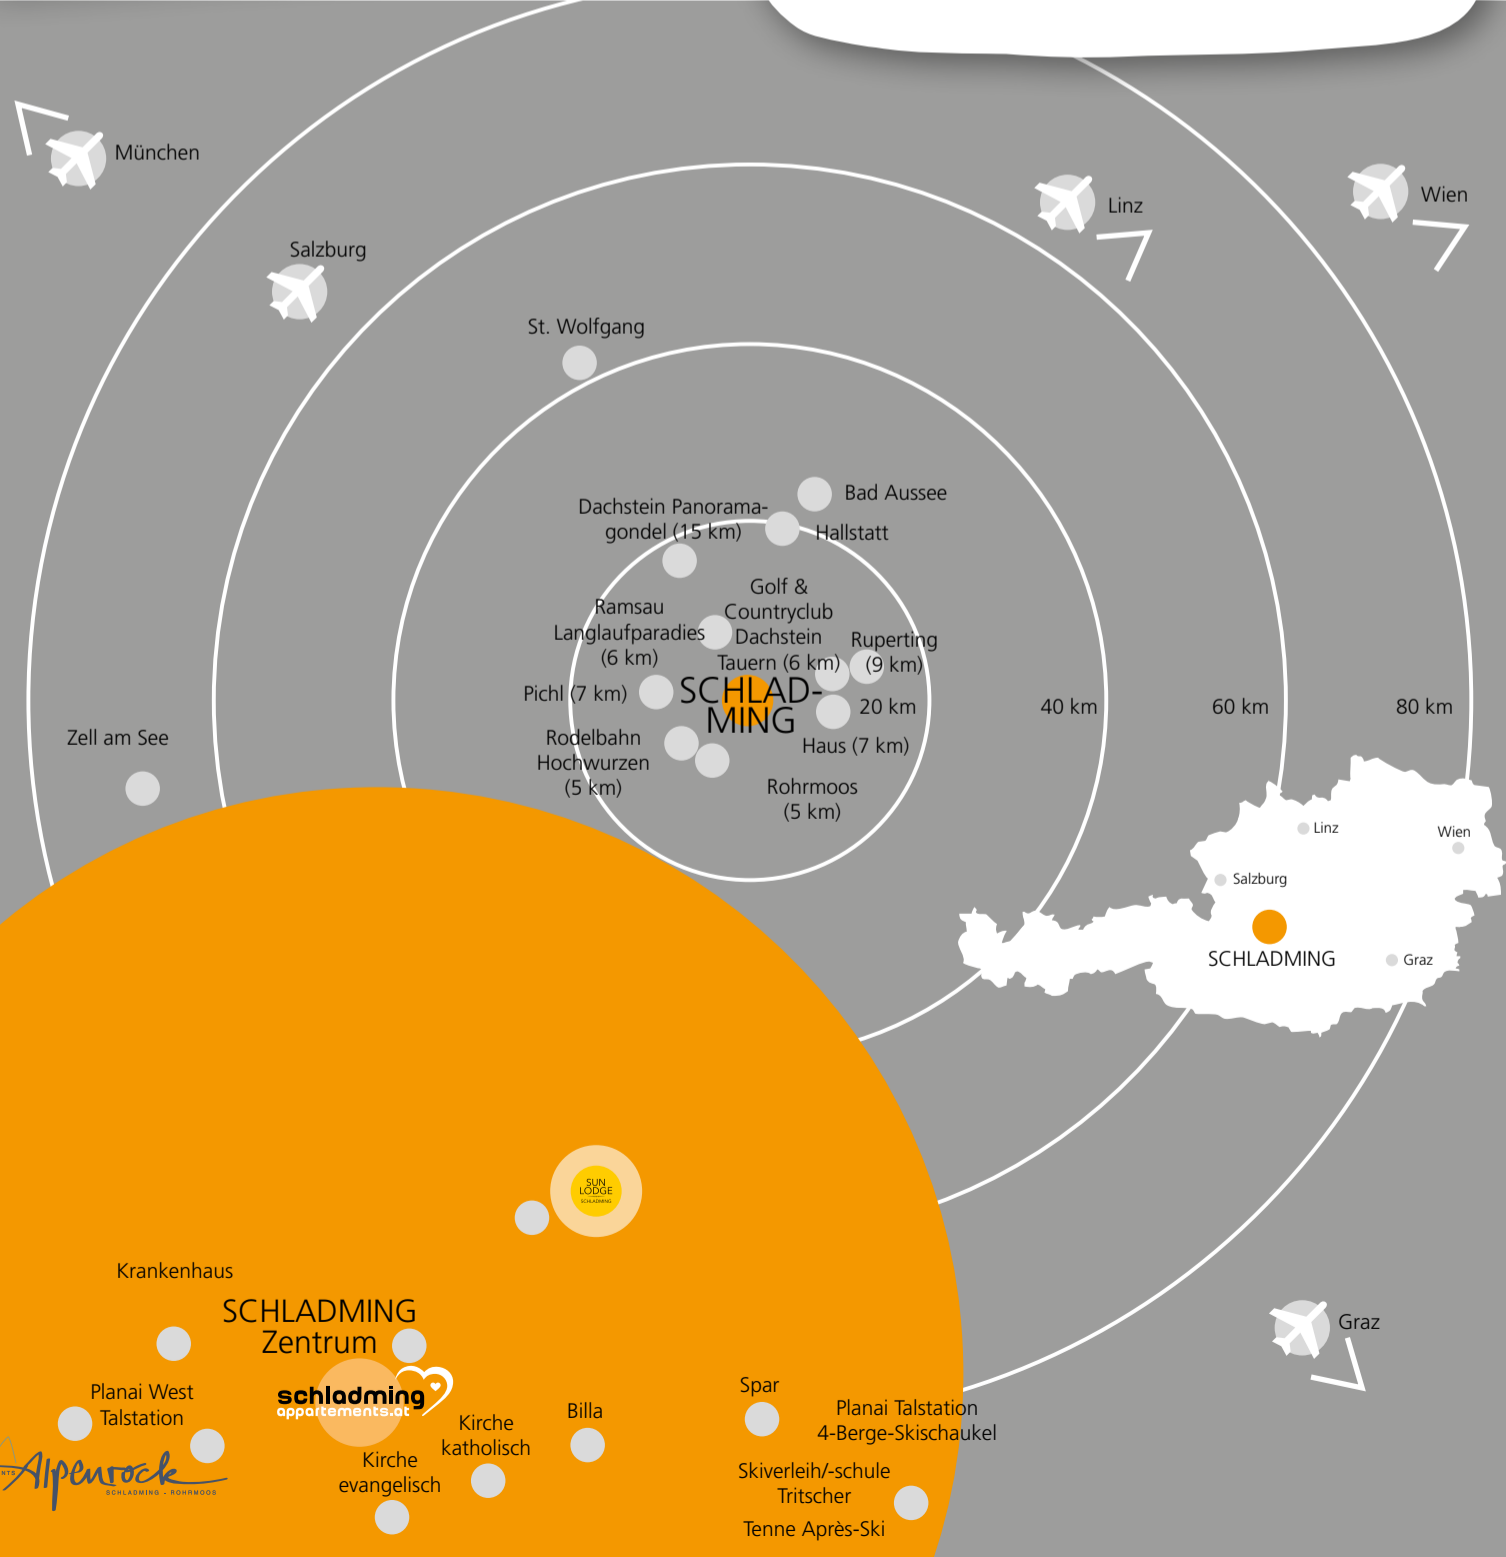 München
Linz
Wien
Salzburg
St. Wolfgang
Bad Aussee
Dachstein Panorama-
gondel (15 km)
Hallstatt
Golf &
Countryclub
Dachstein
Tauern (6 km)
Ramsau
Langlaufparadies
(6 km)
Ruperting
(9 km)
Pichl (7 km)
SCHLAD-
MING
20 km
40 km
60 km
80 km
Haus (7 km)
Rodelbahn
Hochwurzen
(5 km)
Rohrmoos
(5 km)
Zell am See
Linz
Wien
Salzburg
SCHLADMING
Graz
SUN
LODGE
SCHLADMING
Krankenhaus
SCHLADMING
Zentrum
Graz
schladming
appartements.at
Planai West
Talstation
Spar
Billa
Planai Talstation
4-Berge-Skischaukel
Kirche
katholisch
Kirche
evangelisch
NTS
Alpenrock
SCHLADMING - ROHRMOOS
Skiverleih/-schule
Tritscher
Tenne Après-Ski